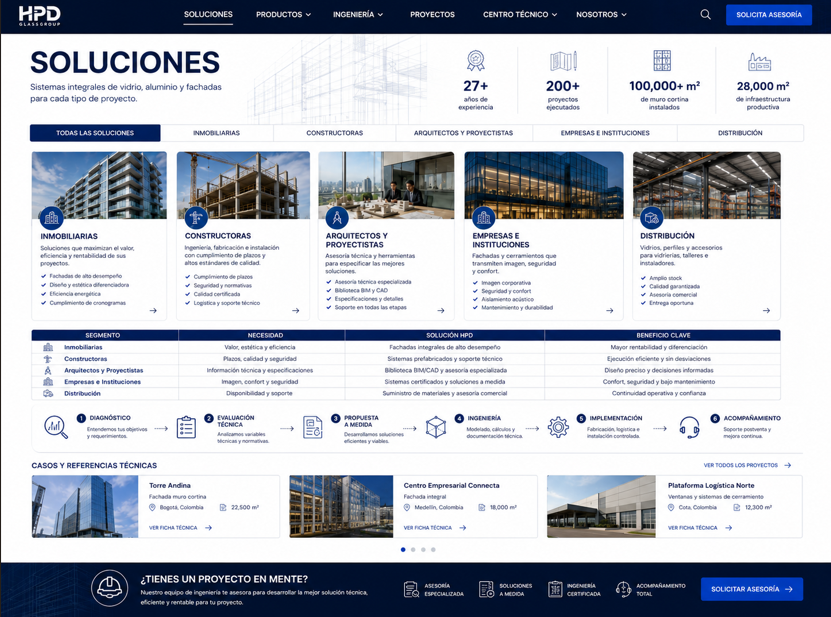 HPD
GLASSGROUP
SOLUCIONES
PRODUCTOS
INGENIERÍA
PROYECTOS
CENTRO TÉCNICO
NOSOTROS
SOLICITA ASESORÍA
SOLUCIONES
Sistemas integrales de vidrio, aluminio y fachadas
para cada tipo de proyecto.
27+
años de
experiencia
200+
proyectos
ejecutados
100,000+ m²
de muro cortina
instalados
28,000 m²
de infraestructura
productiva
TODAS LAS SOLUCIONES
INMOBILIARIAS
CONSTRUCTORAS
ARQUITECTOS Y PROYECTISTAS
EMPRESAS E INSTITUCIONES
DISTRIBUCIÓN
INMOBILIARIAS
Soluciones que maximizan el valor,
eficiencia y rentabilidad de sus
proyectos.
Fachadas de alto desempeño
Diseño y estética diferenciadora
Eficiencia energética
Cumplimiento de cronogramas
CONSTRUCTORAS
Ingeniería, fabricación e instalación
con cumplimiento de plazos y
altos estándares de calidad.
Cumplimiento de plazos
Seguridad y normativas
Calidad certificada
Logística y soporte técnico
ARQUITECTOS Y
PROYECTISTAS
Asesoría técnica y herramientas
para especificar las mejores
soluciones.
Asesoría técnica especializada
Biblioteca BIM y CAD
Especificaciones y detalles
Soporte en todas las etapas
EMPRESAS E
INSTITUCIONES
Fachadas y cerramientos que
transmiten imagen, seguridad
y confort.
Imagen corporativa
Seguridad y confort
Aislamiento acústico
Mantenimiento y durabilidad
DISTRIBUCIÓN
Vidrios, perfiles y accesorios
para vidrierías, talleres e
instaladores.
Amplio stock
Calidad garantizada
Asesoría comercial
Entrega oportuna
SEGMENTO NECESIDAD SOLUCIÓN HPD BENEFICIO CLAVE
Inmobiliarias Valor, estética y eficiencia Fachadas integrales de alto desempeño Mayor rentabilidad y diferenciación
Constructoras Plazos, calidad y seguridad Sistemas prefabricados y soporte técnico Ejecución eficiente y sin desviaciones
Arquitectos y Proyectistas Información técnica y especificaciones Biblioteca BIM/CAD y asesoría especializada Diseño preciso y decisiones informadas
Empresas e Instituciones Imagen, confort y seguridad Sistemas certificados y soluciones a medida Confort, seguridad y bajo mantenimiento
Distribución Disponibilidad y soporte Suministro de materiales y asesoría comercial Continuidad operativa y confianza
1 DIAGNÓSTICO
Entendemos tus objetivos
y requerimientos.
2 EVALUACIÓN
TÉCNICA
Analizamos variables
técnicas y normativas.
3 PROPUESTA
A MEDIDA
Desarrollamos soluciones
eficientes y viables.
4 INGENIERÍA
Modelado, cálculos y
documentación técnica.
5 IMPLEMENTACIÓN
Fabricación, logística e
instalación controlada.
6 ACOMPAÑAMIENTO
Soporte postventa y
mejora continua.
CASOS Y REFERENCIAS TÉCNICAS
VER TODOS LOS PROYECTOS
Torre Andina
Fachada muro cortina
Bogotá, Colombia 22,500 m²
VER FICHA TÉCNICA
Centro Empresarial Connecta
Fachada integral
Medellín, Colombia 18,000 m²
VER FICHA TÉCNICA
Plataforma Logística Norte
Ventanas y sistemas de cerramiento
Cota, Colombia 12,300 m²
VER FICHA TÉCNICA
¿TIENES UN PROYECTO EN MENTE?
Nuestro equipo de ingeniería te asesora para desarrollar la mejor solución técnica,
eficiente y rentable para tu proyecto.
ASESORÍA
ESPECIALIZADA
SOLUCIONES
A MEDIDA
INGENIERÍA
CERTIFICADA
ACOMPAÑAMIENTO
TOTAL
SOLICITAR ASESORÍA